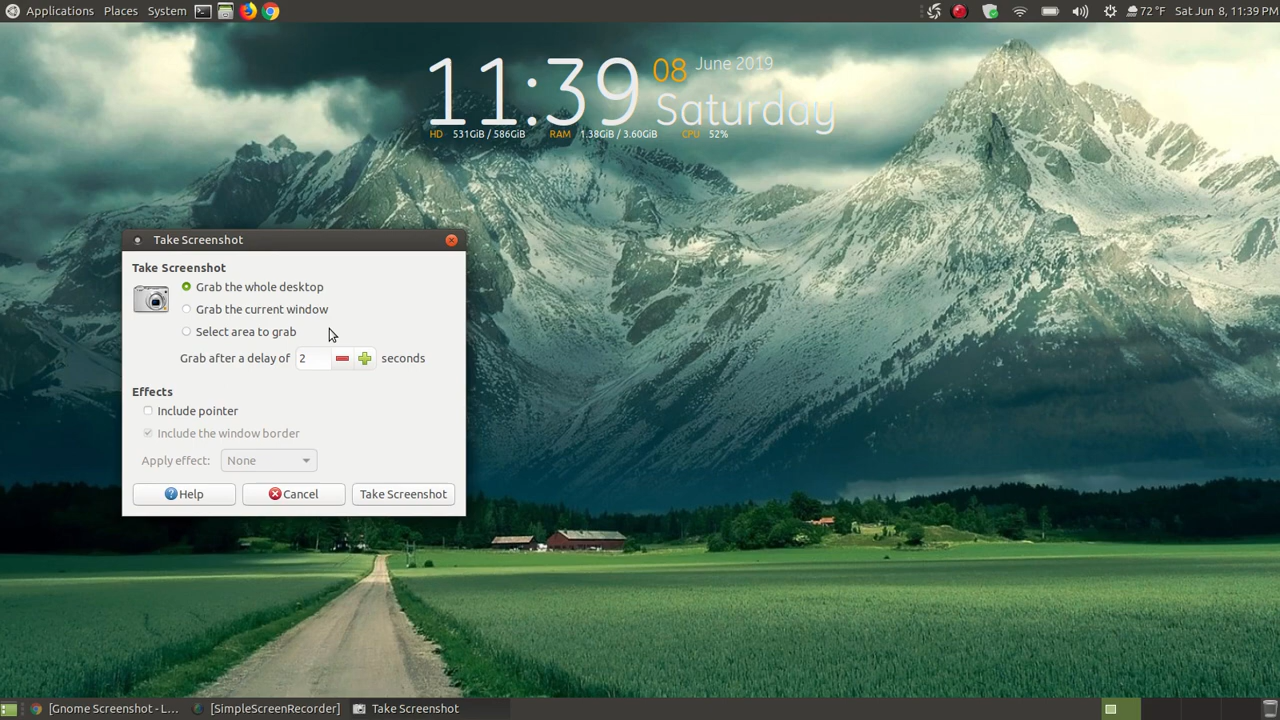 Applications Places System 72 °F Sat Jun 8, 11:39 PM
11:39 08 June 2019
Saturday
HD 531GiB / 586GiB RAM 1.38GiB / 3.60GiB CPU 52%
Take Screenshot
Take Screenshot
Grab the whole desktop
Grab the current window
Select area to grab
Grab after a delay of 2 seconds
Effects
Include pointer
Include the window border
Apply effect: None
Help Cancel Take Screenshot
[Gnome Screenshot - L... [SimpleScreenRecorder] Take Screenshot